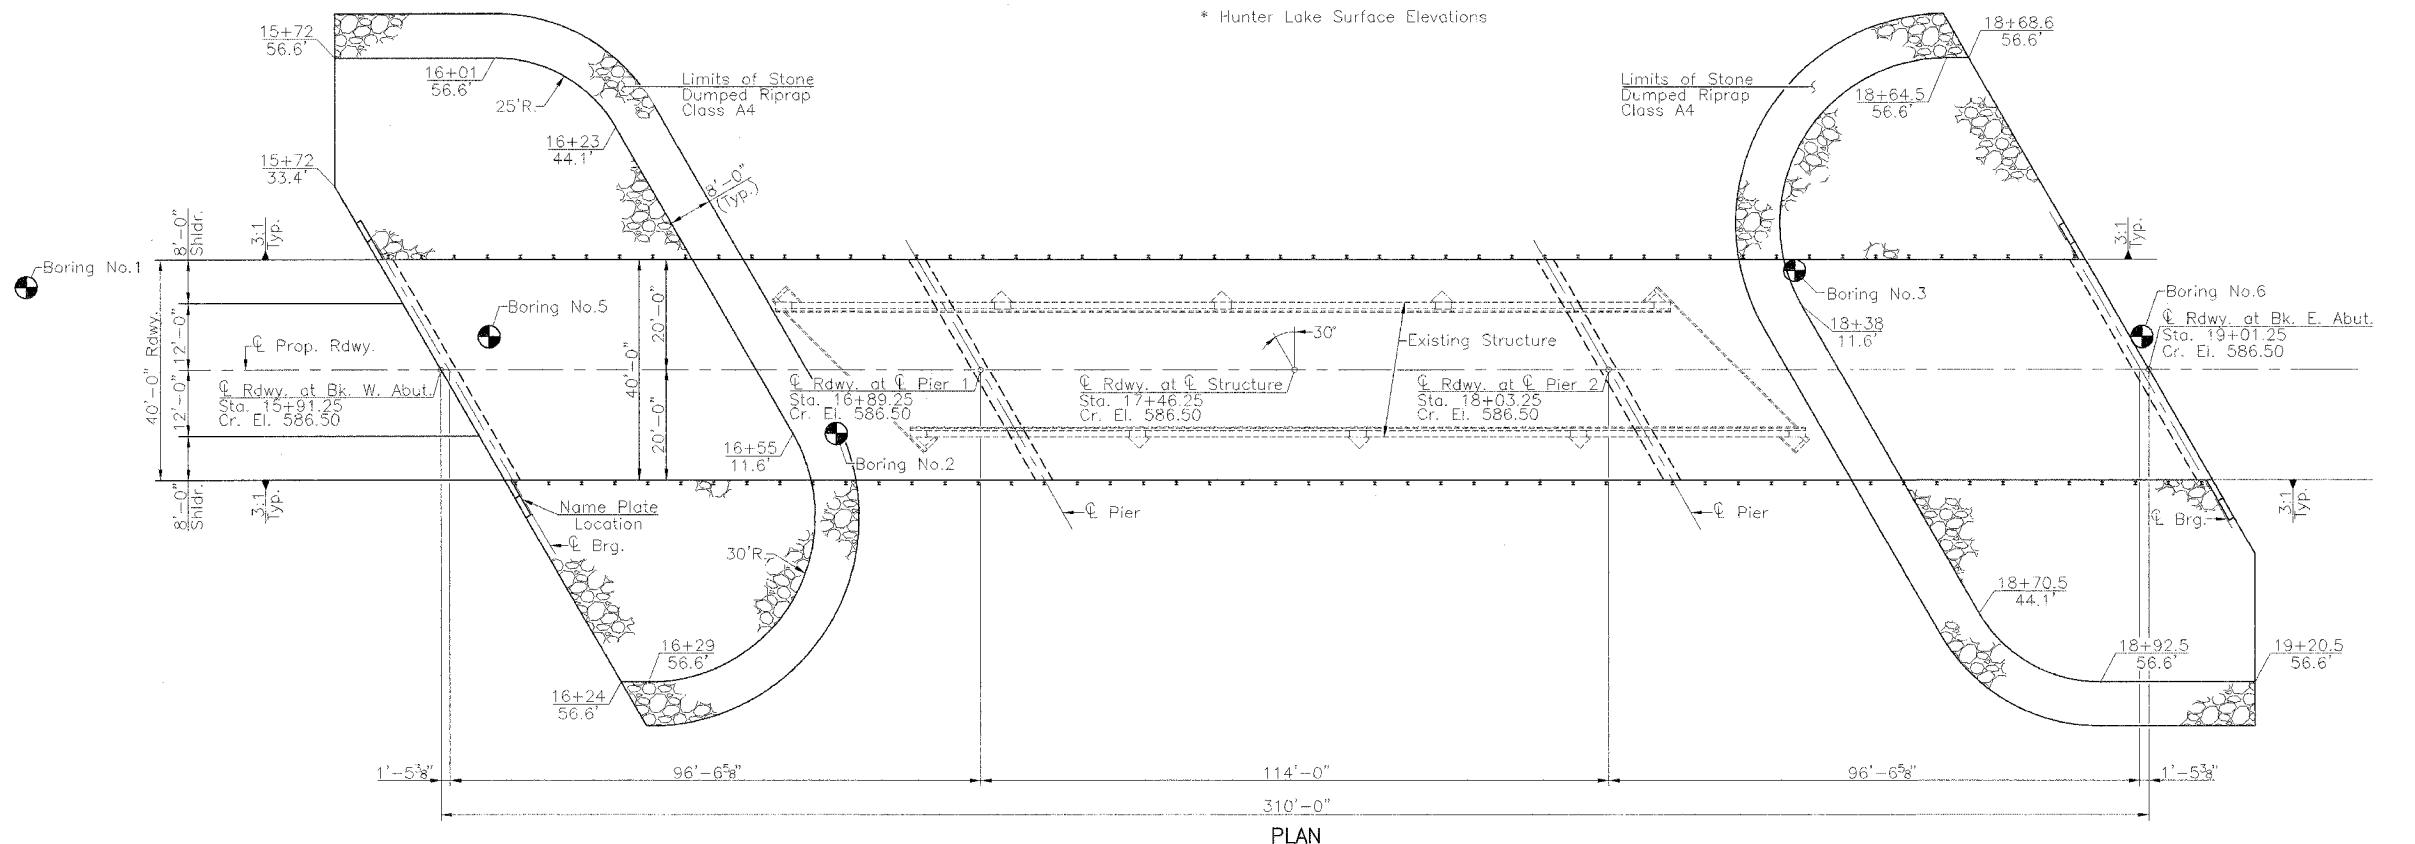 * Hunter Lake Surface Elevations
15+72
56.6'
16+01
56.6'
25'R.
Limits of Stone
Dumped Riprap
Class A4
16+23
44.1'
15+72
33.4'
8'-0"
(Typ.)
Limits of Stone
Dumped Riprap
Class A4
18+68.6
56.6'
18+64.5
56.6'
8'-0"
Shldr.
3:1
Typ.
3:1
Typ.
Boring No.1
Boring No.5
Boring No.3
Boring No.6
40'-0" Rdwy.
12'-0"
12'-0"
40'-0"
20'-0"
20'-0"
℄ Prop. Rdwy.
30°
Existing Structure
18+38
11.6'
℄ Rdwy. at Bk. E. Abut.
Sta. 19+01.25
Cr. El. 586.50
℄ Rdwy. at Bk. W. Abut.
Sta. 15+91.25
Cr. El. 586.50
℄ Rdwy. at ℄ Pier 1
Sta. 16+89.25
Cr. El. 586.50
℄ Rdwy. at ℄ Structure
Sta. 17+46.25
Cr. El. 586.50
℄ Rdwy. at ℄ Pier 2
Sta. 18+03.25
Cr. El. 586.50
16+55
11.6'
Boring No.2
8'-0"
Shldr.
3:1
Typ.
Name Plate
Location
℄ Brg.
℄ Pier
℄ Pier
℄ Brg.
3:1
Typ.
30'R.
18+70.5
44.1'
16+29
56.6'
16+24
56.6'
18+92.5
56.6'
19+20.5
56.6'
1'-5⅜"
96'-6⅝"
114'-0"
96'-6⅝"
1'-5⅜"
310'-0"
PLAN